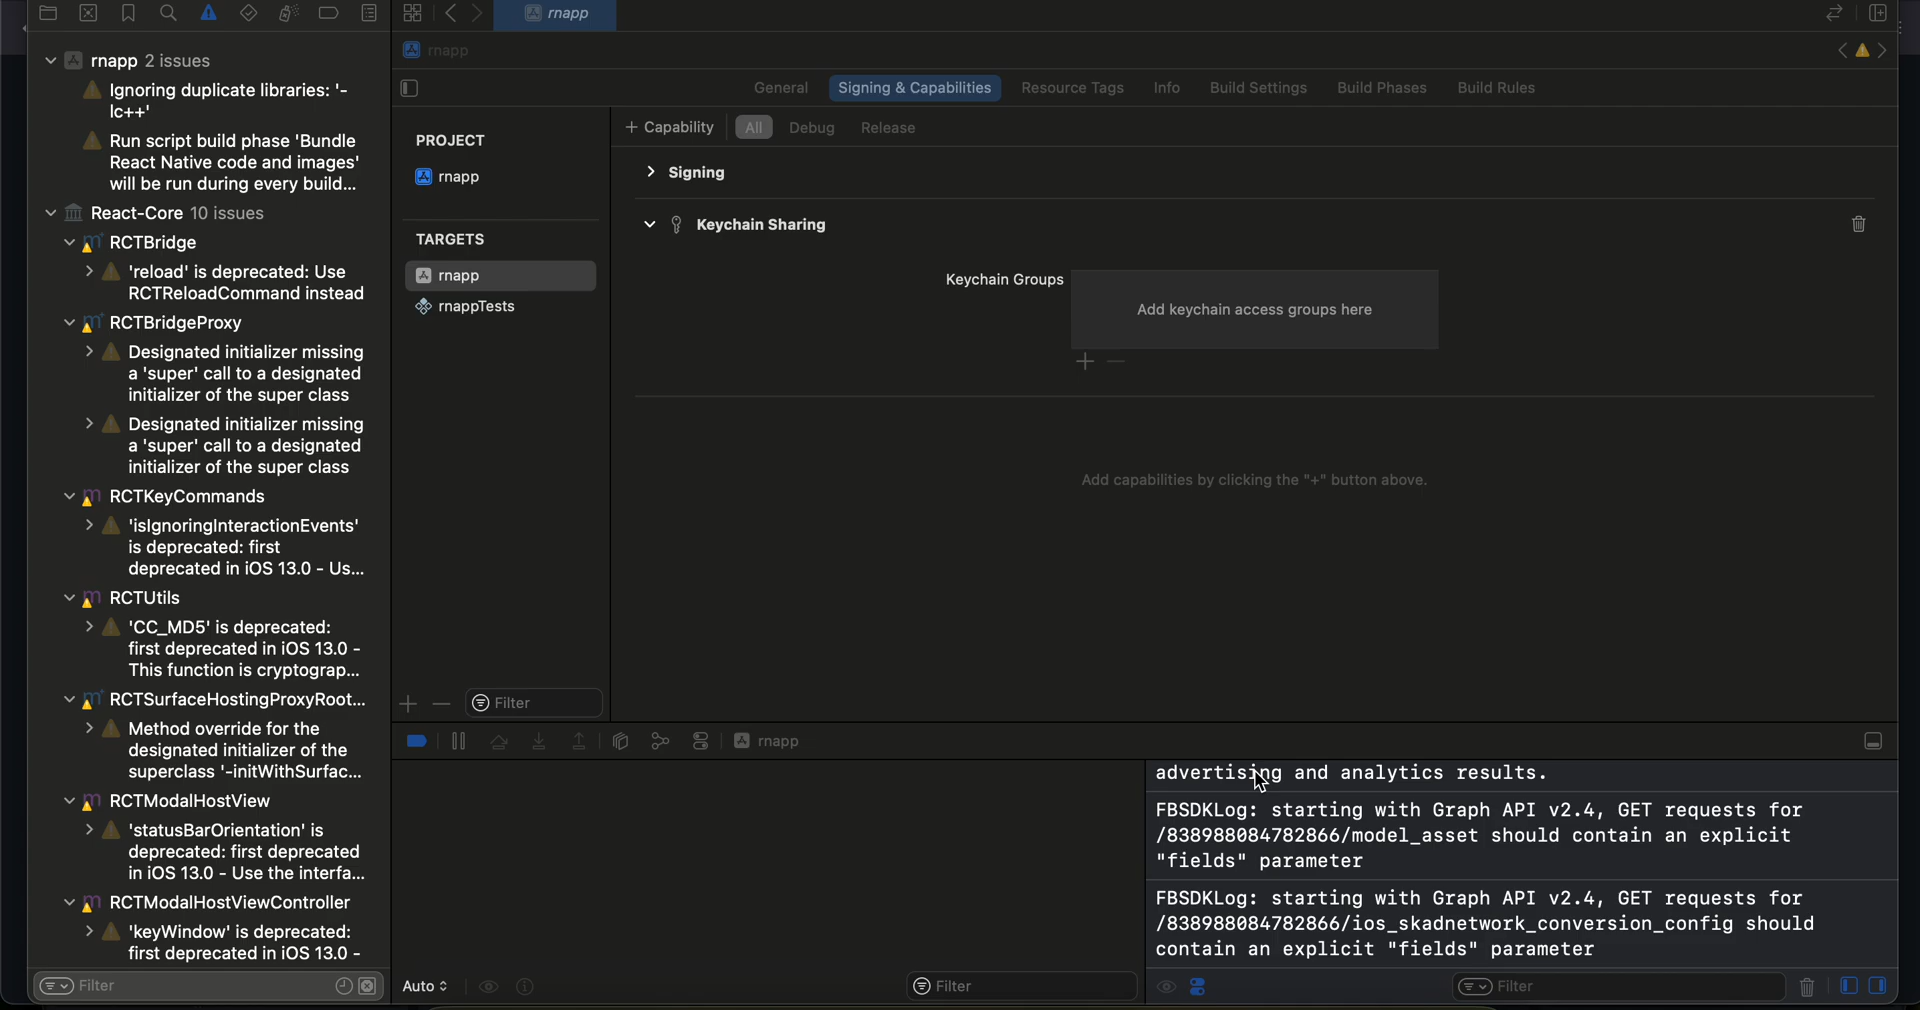 rnapp
rnapp
rnapp 2 issues
Ignoring duplicate libraries: '-
lc++'
Run script build phase 'Bundle
React Native code and images'
will be run during every build...
React-Core 10 issues
RCTBridge
'reload' is deprecated: Use
RCTReloadCommand instead
RCTBridgeProxy
Designated initializer missing
a 'super' call to a designated
initializer of the super class
Designated initializer missing
a 'super' call to a designated
initializer of the super class
RCTKeyCommands
'isIgnoringInteractionEvents'
is deprecated: first
deprecated in iOS 13.0 - Us...
RCTUtils
'CC_MD5' is deprecated:
first deprecated in iOS 13.0 -
This function is cryptograp...
RCTSurfaceHostingProxyRoot...
Method override for the
designated initializer of the
superclass '-initWithSurfac...
RCTModalHostView
'statusBarOrientation' is
deprecated: first deprecated
in iOS 13.0 - Use the interfa...
RCTModalHostViewController
'keyWindow' is deprecated:
first deprecated in iOS 13.0 -
Filter
General Signing & Capabilities Resource Tags Info Build Settings Build Phases Build Rules
PROJECT
rnapp
TARGETS
rnapp
rnappTests
Filter
+ Capability All Debug Release
Signing
Keychain Sharing
Keychain Groups
Add keychain access groups here
Add capabilities by clicking the "+" button above.
rnapp
Auto
Filter
advertising and analytics results.
FBSDKLog: starting with Graph API v2.4, GET requests for
/838988084782866/model_asset should contain an explicit
"fields" parameter
FBSDKLog: starting with Graph API v2.4, GET requests for
/838988084782866/ios_skadnetwork_conversion_config should
contain an explicit "fields" parameter
Filter